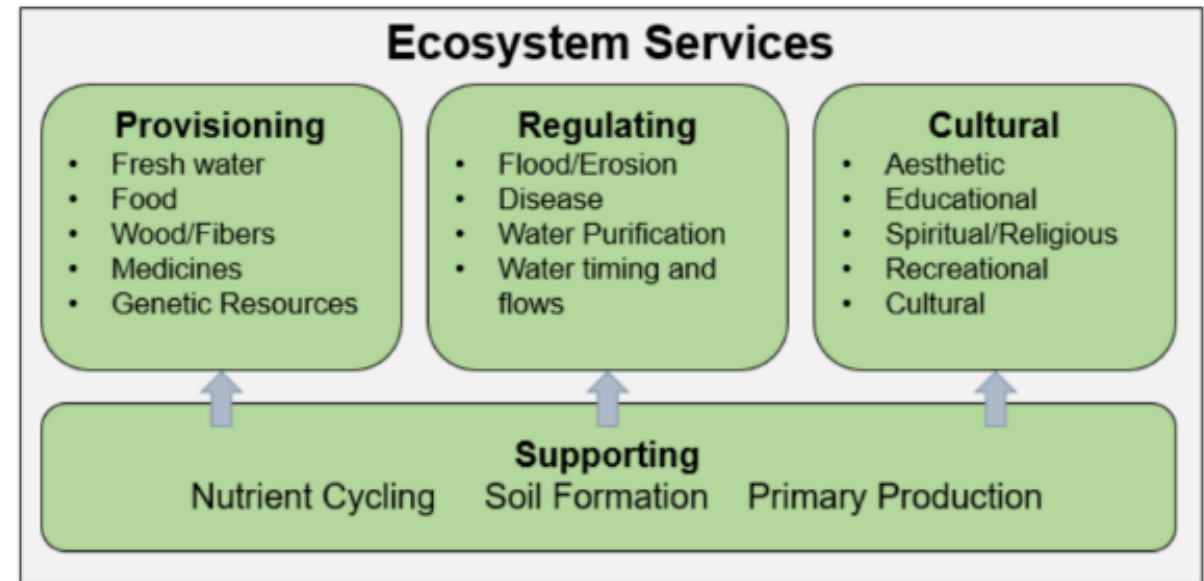 Ecosystem Services
Provisioning
• Fresh water
• Food
• Wood/Fibers
• Medicines
• Genetic Resources
Regulating
• Flood/Erosion
• Disease
• Water Purification
• Water timing and
flows
Cultural
• Aesthetic
• Educational
• Spiritual/Religious
• Recreational
• Cultural
Supporting
Nutrient Cycling Soil Formation Primary Production